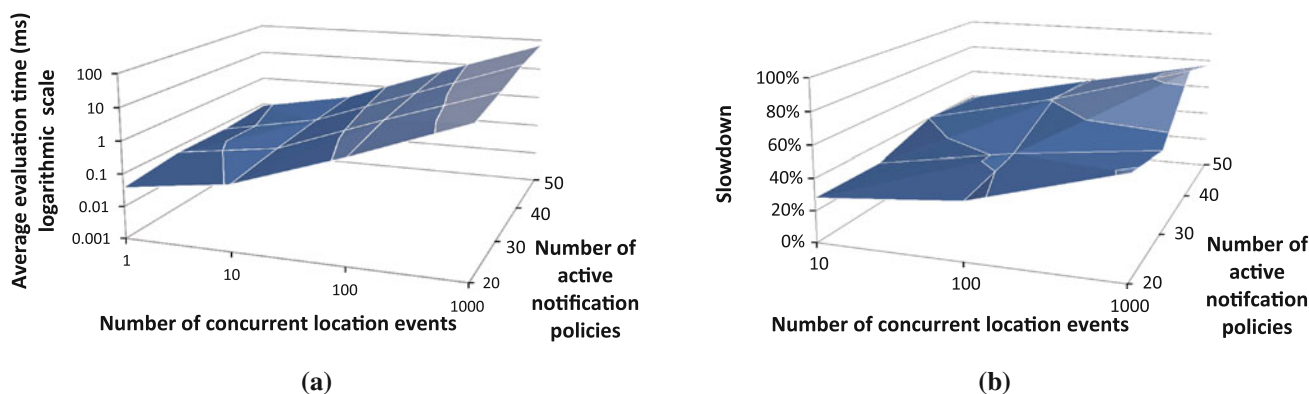 Average evaluation time (ms)
logarithmic scale
100
10
1
0.1
0.01
0.001
1
10
100
1000
50
40
30
20
Number of
active
notification
policies
Number of concurrent location events
(a)
Slowdown
100%
80%
60%
40%
20%
0%
10
100
1000
50
40
30
20
Number of
active
notifcation
policies
Number of concurrent location events
(b)